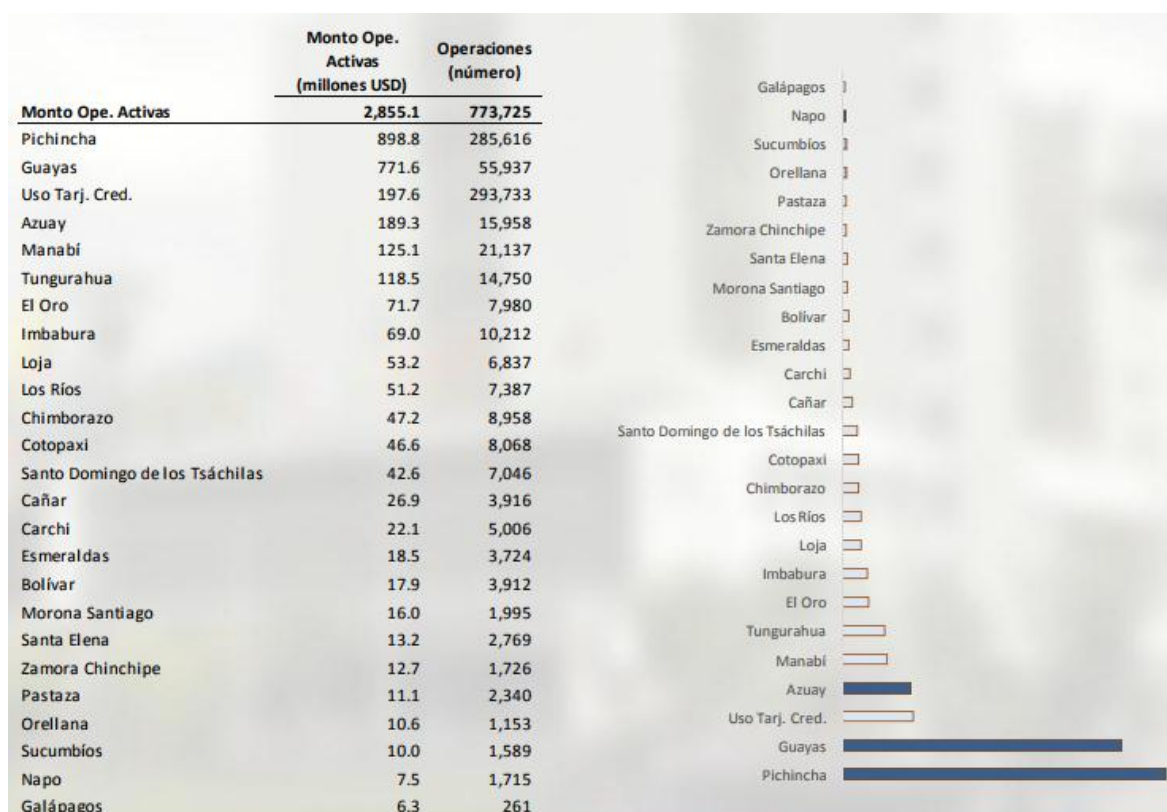 Monto Ope. Activas (millones USD) Operaciones (número)
Monto Ope. Activas 2,855.1 773,725
Pichincha 898.8 285,616
Guayas 771.6 55,937
Uso Tarj. Cred. 197.6 293,733
Azuay 189.3 15,958
Manabí 125.1 21,137
Tungurahua 118.5 14,750
El Oro 71.7 7,980
Imbabura 69.0 10,212
Loja 53.2 6,837
Los Ríos 51.2 7,387
Chimborazo 47.2 8,958
Cotopaxi 46.6 8,068
Santo Domingo de los Tsáchilas 42.6 7,046
Cañar 26.9 3,916
Carchi 22.1 5,006
Esmeraldas 18.5 3,724
Bolívar 17.9 3,912
Morona Santiago 16.0 1,995
Santa Elena 13.2 2,769
Zamora Chinchipe 12.7 1,726
Pastaza 11.1 2,340
Orellana 10.6 1,153
Sucumbíos 10.0 1,589
Napo 7.5 1,715
Galápagos 6.3 261
Galápagos
Napo
Sucumbíos
Orellana
Pastaza
Zamora Chinchipe
Santa Elena
Morona Santiago
Bolívar
Esmeraldas
Carchi
Cañar
Santo Domingo de los Tsáchilas
Cotopaxi
Chimborazo
Los Ríos
Loja
Imbabura
El Oro
Tungurahua
Manabí
Azuay
Uso Tarj. Cred.
Guayas
Pichincha